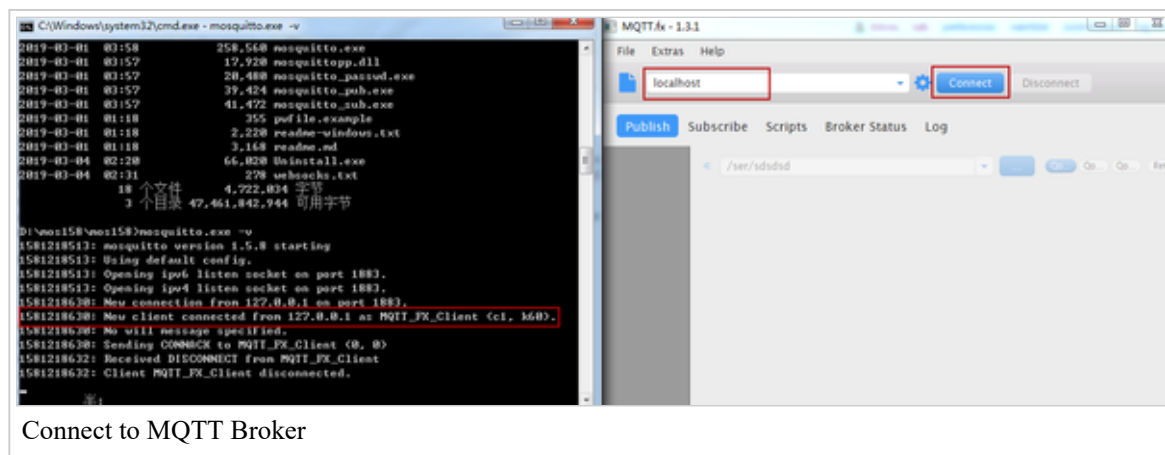 C:\Windows\system32\cmd.exe - mosquitto.exe -v
2019-03-01 03:58 258,560 mosquitto.exe
2019-03-01 03:57 17,920 mosquittopp.dll
2019-03-01 03:57 20,480 mosquitto_passwd.exe
2019-03-01 03:57 39,424 mosquitto_pub.exe
2019-03-01 03:57 41,472 mosquitto_sub.exe
2019-03-01 01:18 355 pwfile.example
2019-03-01 01:18 2,220 readme-windows.txt
2019-03-01 01:18 3,168 readme.md
2019-03-04 02:20 66,020 Uninstall.exe
2019-03-04 02:31 278 websocks.txt
18 个文件 4,722,034 字节
3 个目录 47,461,842,944 可用字节
D:\mos158\mos158>mosquitto.exe -v
1581218513: mosquitto version 1.5.8 starting
1581218513: Using default config.
1581218513: Opening ipv6 listen socket on port 1883.
1581218513: Opening ipv4 listen socket on port 1883.
1581218630: New connection from 127.0.0.1 on port 1883.
1581218630: New client connected from 127.0.0.1 as MQTT_FX_Client (c1, k60).
1581218630: No will message specified.
1581218630: Sending CONNACK to MQTT_FX_Client (0, 0)
1581218632: Received DISCONNECT from MQTT_FX_Client
1581218632: Client MQTT_FX_Client disconnected.
半:
MQTT.fx - 1.3.1
File Extras Help
localhost Connect Disconnect
Publish Subscribe Scripts Broker Status Log
/ser/sdsdsd ... Qo... Qo... Qo...
Connect to MQTT Broker